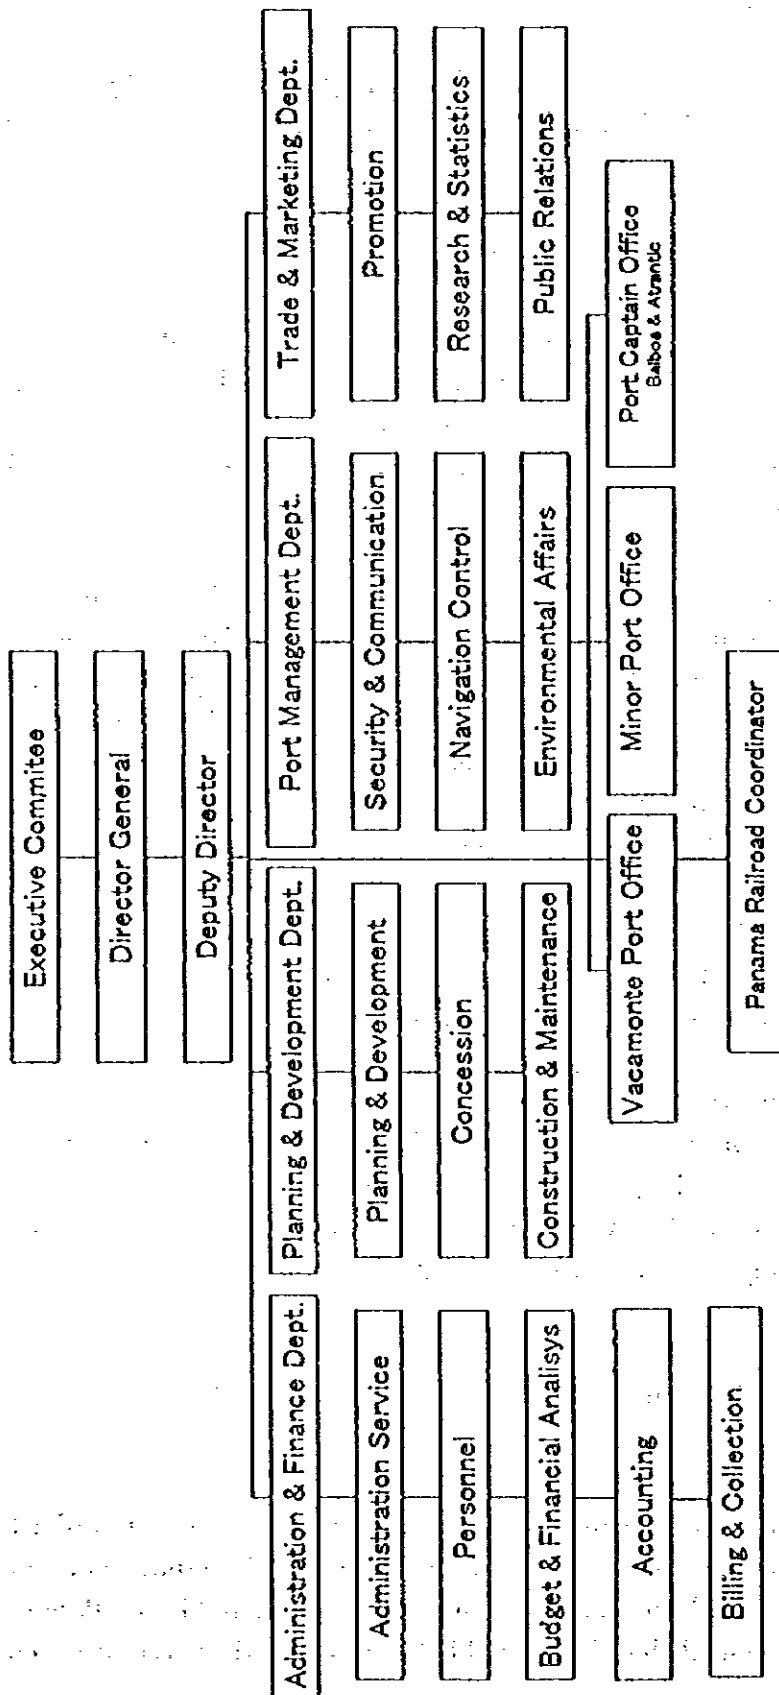 Executive Commitee
Director General
Deputy Director
Administration & Finance Dept.
Planning & Development Dept.
Port Management Dept.
Trade & Marketing Dept.
Administration Service
Planning & Development
Security & Communication
Promotion
Personnel
Concession
Navigation Control
Research & Statistics
Budget & Financial Analisys
Construction & Maintenance
Environmental Affairs
Public Relations
Accounting
Vacamonte Port Office
Minor Port Office
Port Captain Office
Balboa & Atrantic
Billing & Collection
Panama Railroad Coordinator